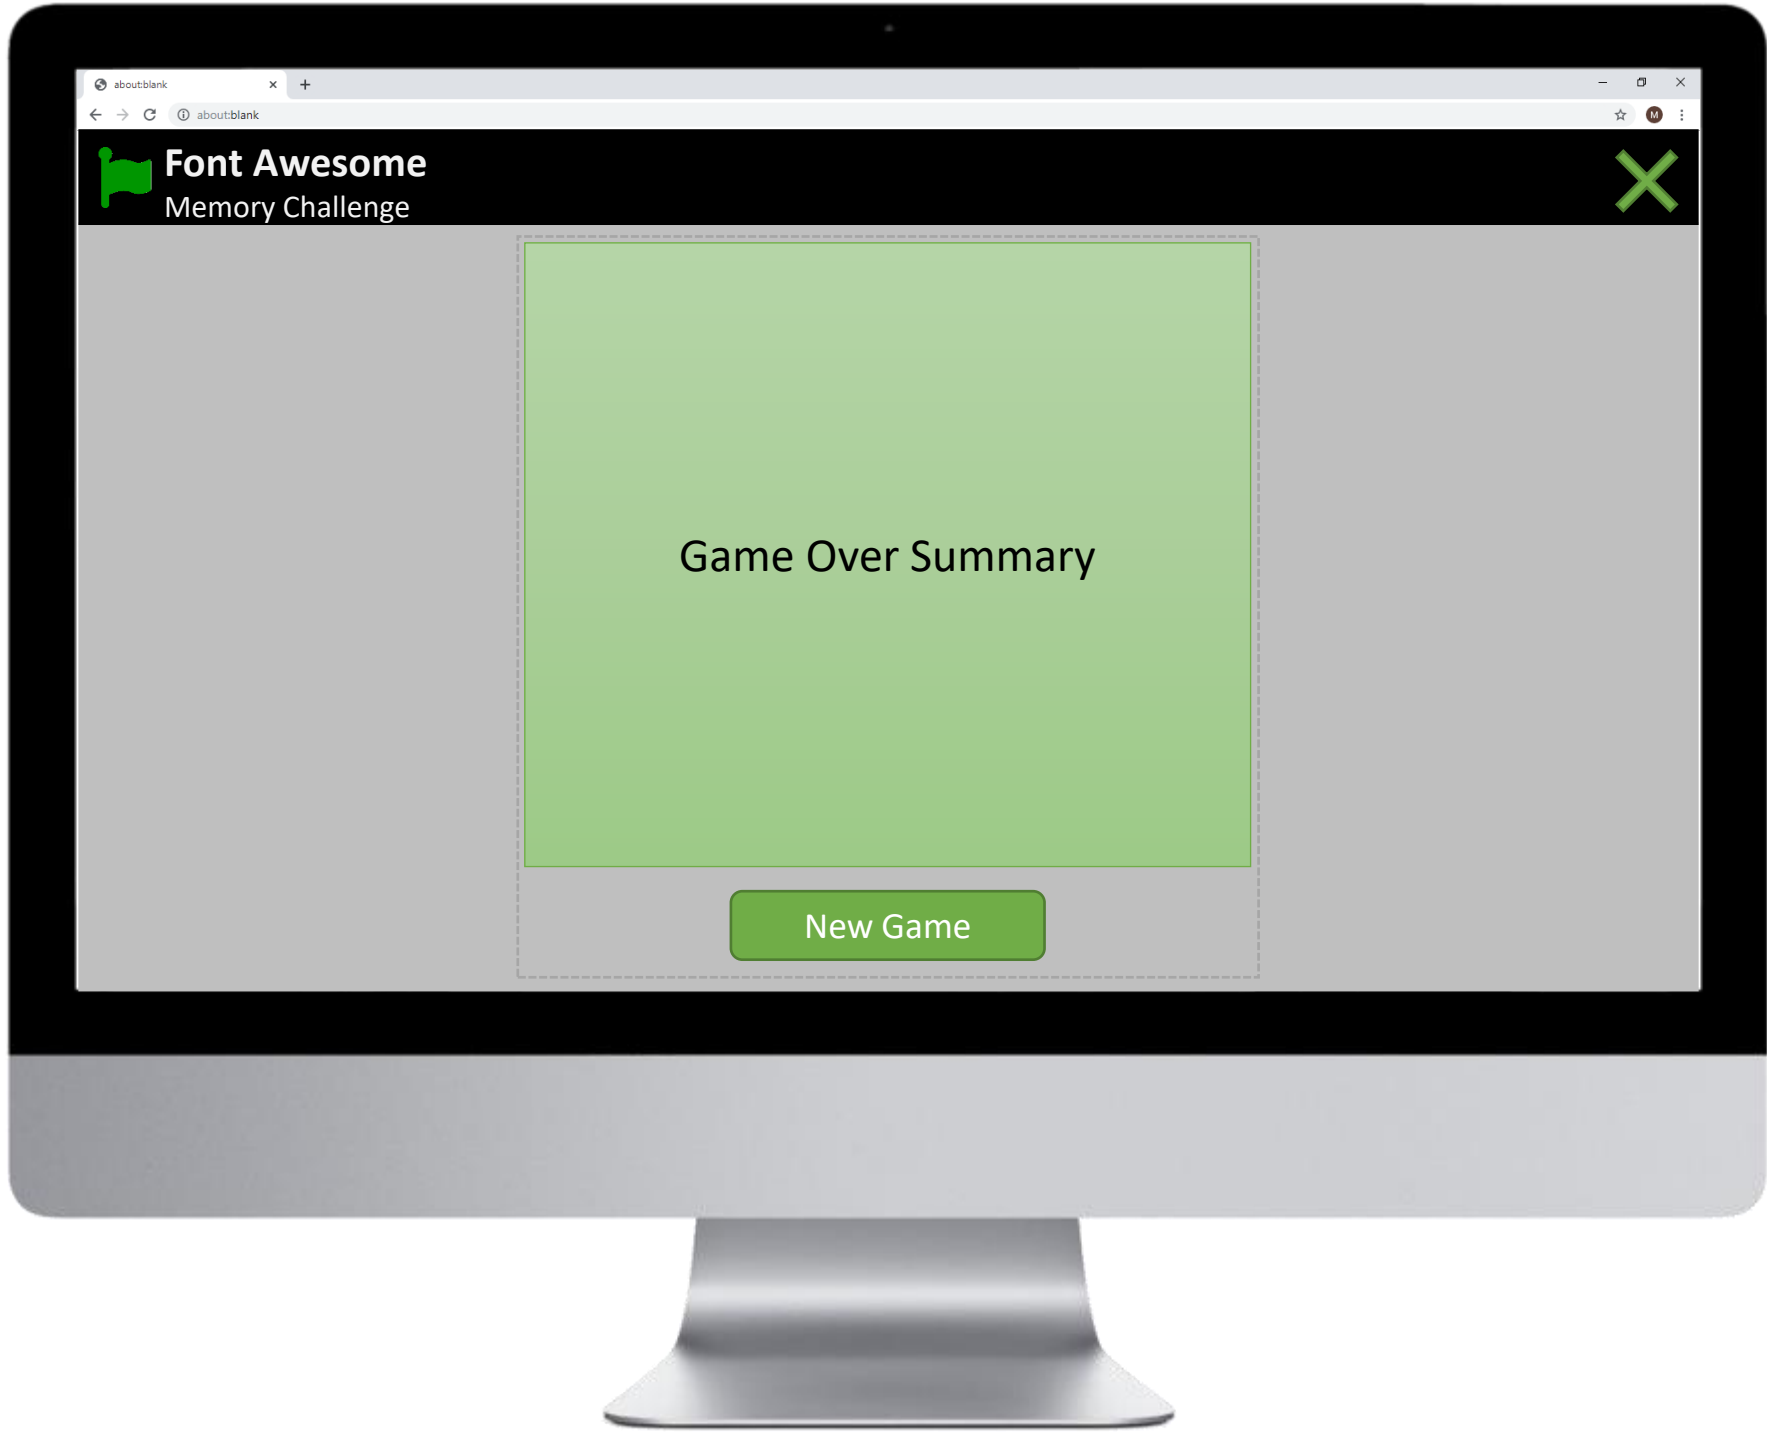 about:blank
about:blank
M
Font Awesome
Memory Challenge
Game Over Summary
New Game